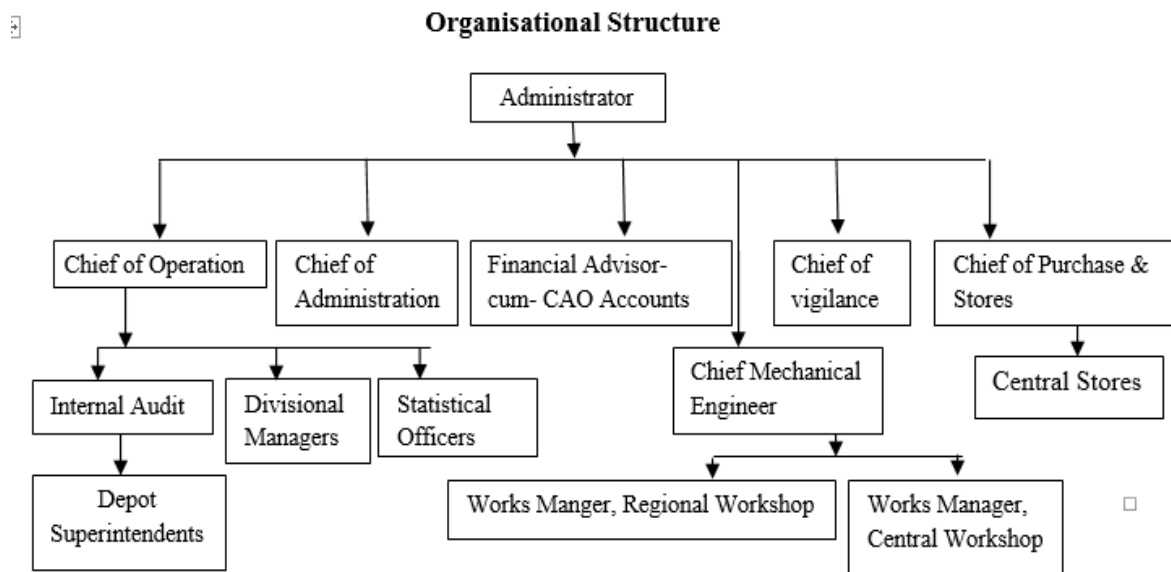 Organisational Structure
Administrator
Chief of Operation
Chief of
Administration
Financial Advisor-
cum- CAO Accounts
Chief of
vigilance
Chief of Purchase &
Stores
Internal Audit
Divisional
Managers
Statistical
Officers
Chief Mechanical
Engineer
Central Stores
Depot
Superintendents
Works Manger, Regional Workshop
Works Manager,
Central Workshop